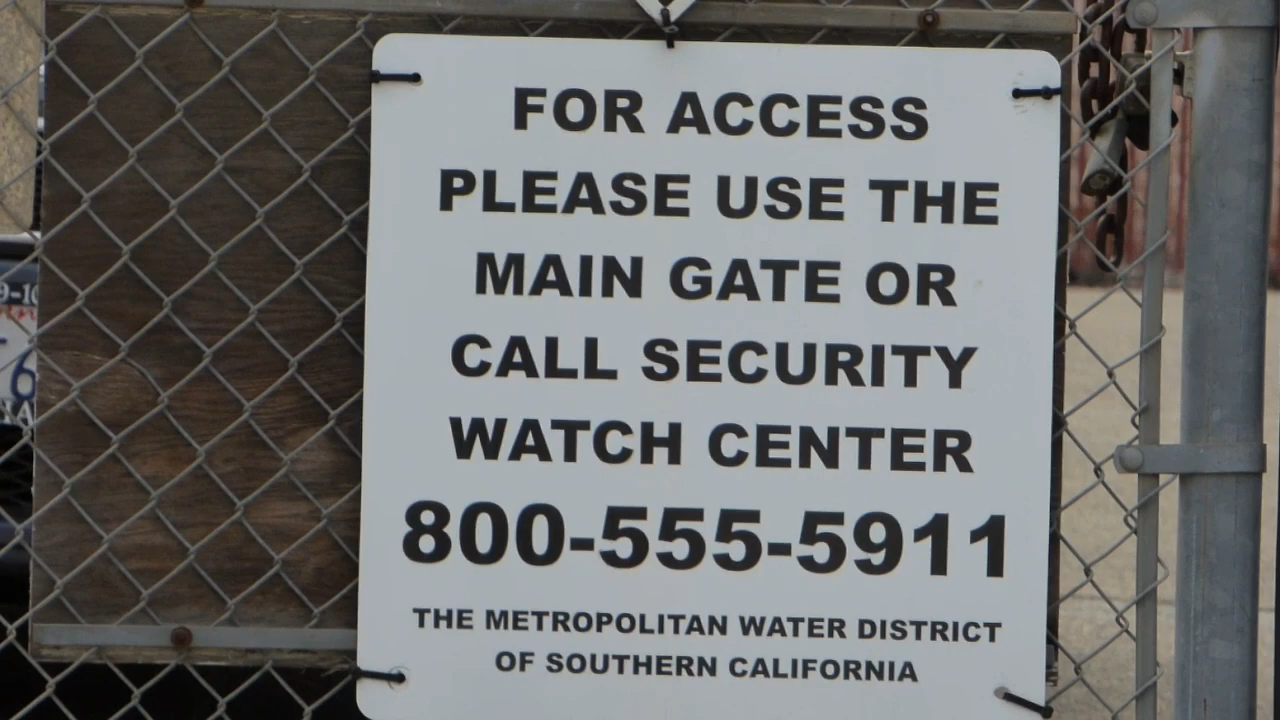 FOR ACCESS
PLEASE USE THE
MAIN GATE OR
CALL SECURITY
WATCH CENTER
800-555-5911
THE METROPOLITAN WATER DISTRICT
OF SOUTHERN CALIFORNIA